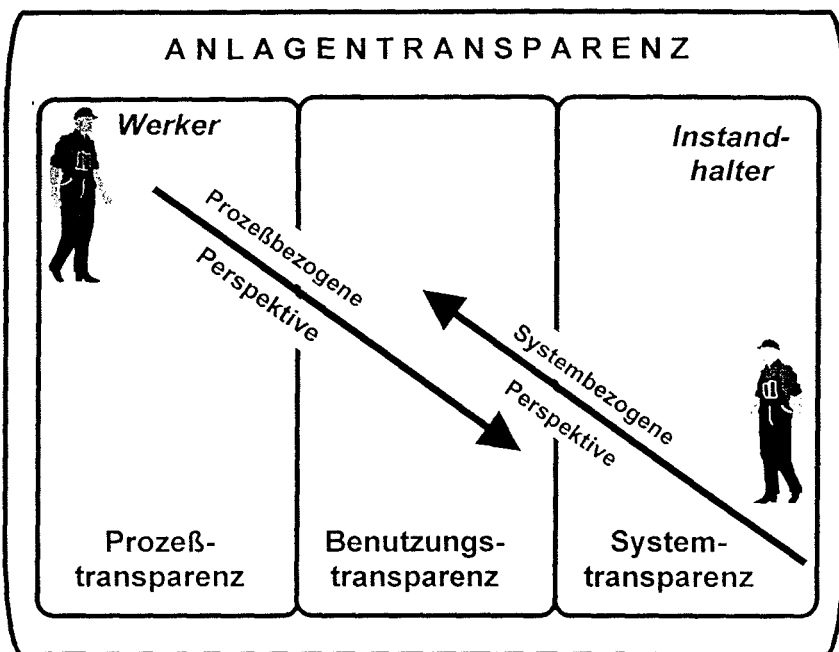 ANLAGENTRANSPARENZ
Werker
Instand-
halter
Prozeßbezogene
Perspektive
Systembezogene
Perspektive
Prozeß-
transparenz
Benutzungs-
transparenz
System-
transparenz